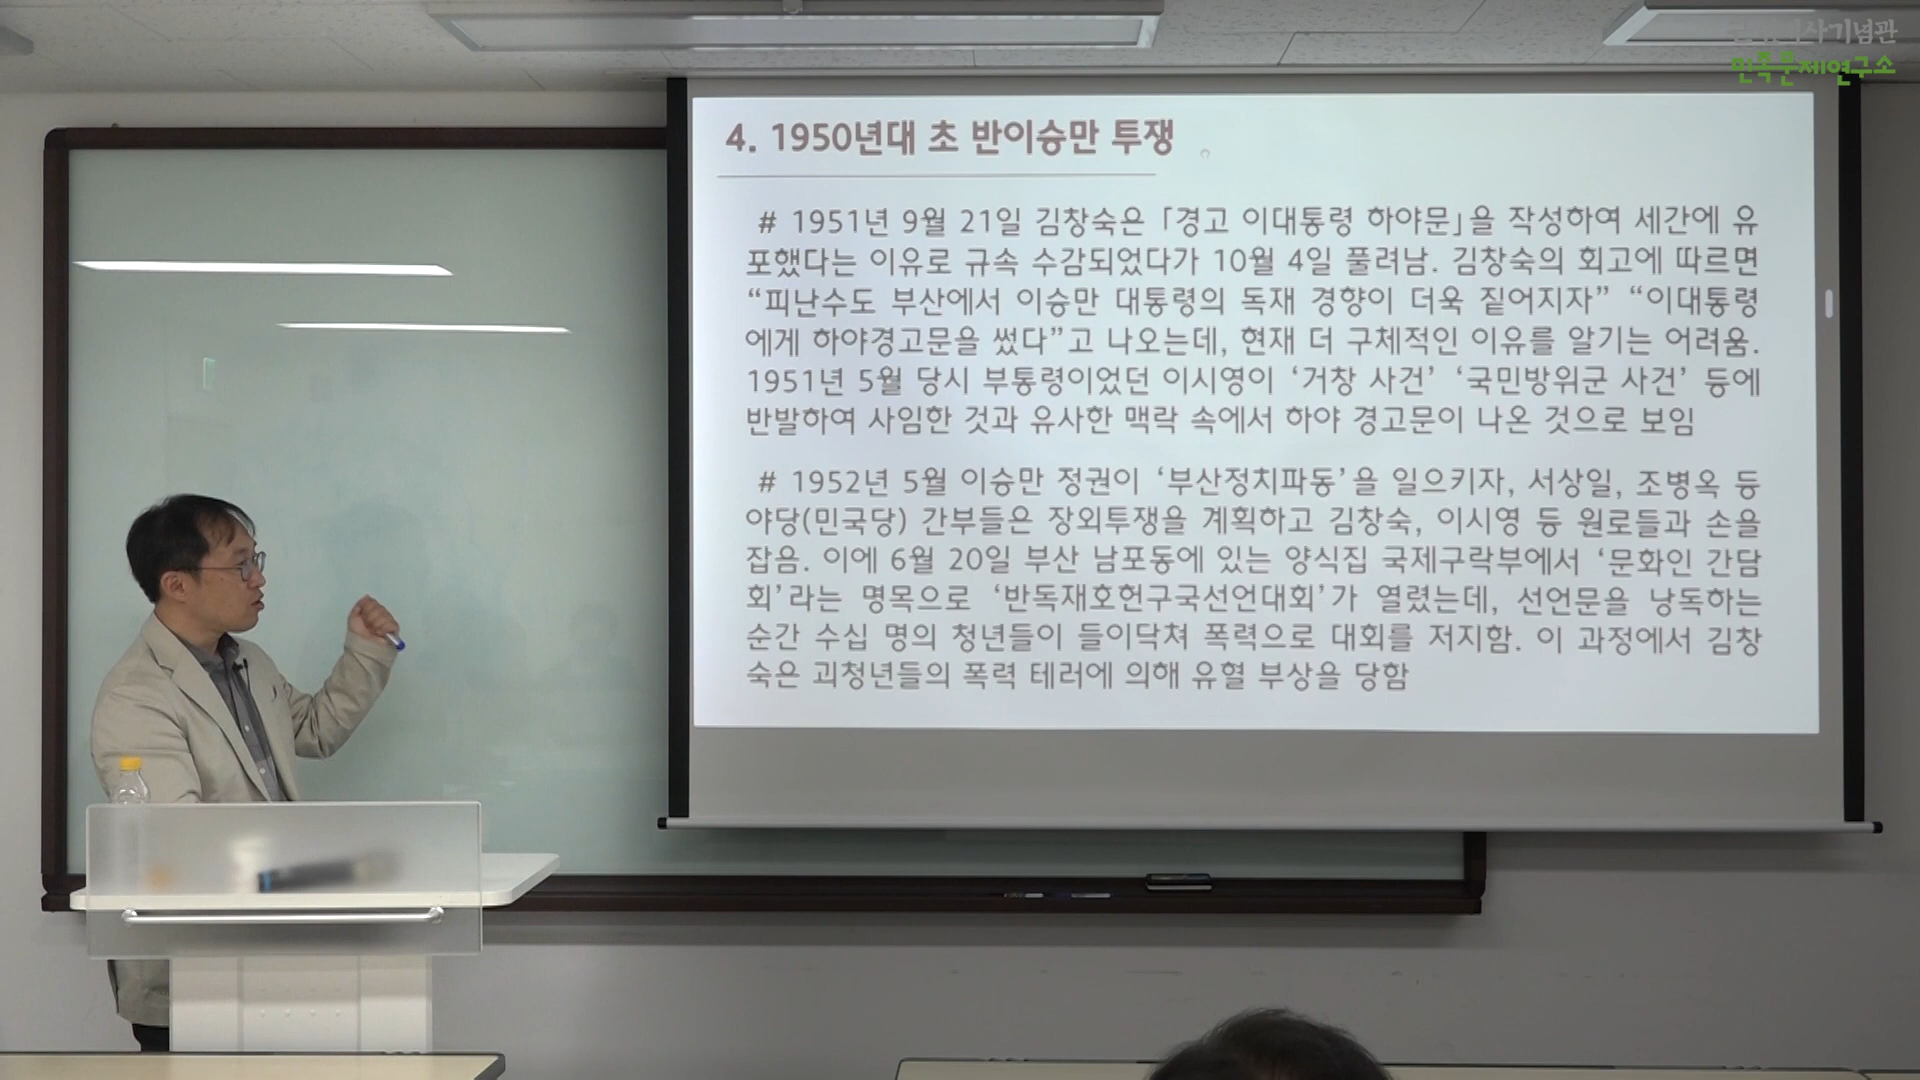 기념관
민족문제연구소
4. 1950년대 초 반이승만 투쟁
# 1951년 9월 21일 김창숙은 「경고 이대통령 하야문」을 작성하여 세간에 유
포했다는 이유로 구속 수감되었다가 10월 4일 풀려남. 김창숙의 회고에 따르면
“피난수도 부산에서 이승만 대통령의 독재 경향이 더욱 짙어지자” “이대통령
에게 하야경고문을 썼다”고 나오는데, 현재 더 구체적인 이유를 알기는 어려움.
1951년 5월 당시 부통령이었던 이시영이 ‘거창 사건’ ‘국민방위군 사건’ 등에
반발하여 사임한 것과 유사한 맥락 속에서 하야 경고문이 나온 것으로 보임
# 1952년 5월 이승만 정권이 ‘부산정치파동’을 일으키자, 서상일, 조병옥 등
야당(민국당) 간부들은 장외투쟁을 계획하고 김창숙, 이시영 등 원로들과 손을
잡음. 이에 6월 20일 부산 남포동에 있는 양식집 국제구락부에서 ‘문화인 간담
회’라는 명목으로 ‘반독재호헌구국선언대회’가 열렸는데, 선언문을 낭독하는
순간 수십 명의 청년들이 들이닥쳐 폭력으로 대회를 저지함. 이 과정에서 김창
숙은 괴청년들의 폭력 테러에 의해 유혈 부상을 당함